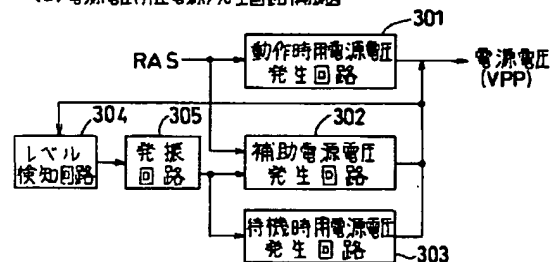 301
RAS
動作時用電源電圧
発生回路
電源電圧
(VPP)
304
305
302
レベル
検知回路
発振
回路
補助電源電圧
発生回路
待機時用電源電圧
発生回路
303